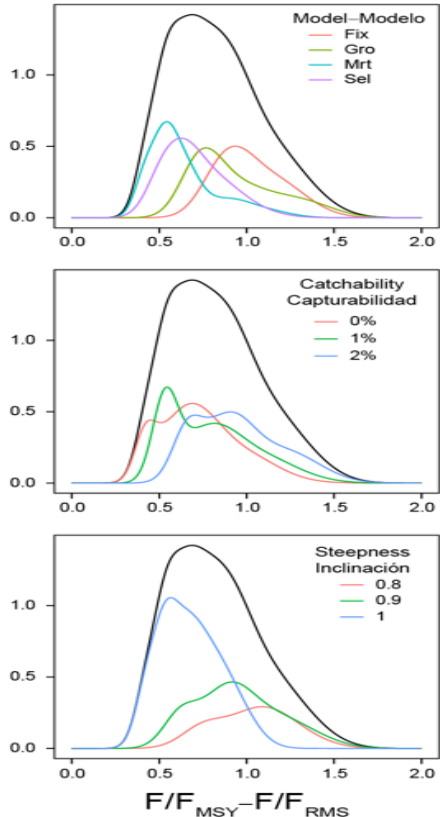 Model–Modelo
Fix
Gro
Mrt
Sel
1.0
0.5
0.0
0.0 0.5 1.0 1.5 2.0
Catchability
Capturabilidad
0%
1%
2%
1.0
0.5
0.0
0.0 0.5 1.0 1.5 2.0
Steepness
Inclinación
0.8
0.9
1
1.0
0.5
0.0
0.0 0.5 1.0 1.5 2.0
F/FMSY–F/FRMS